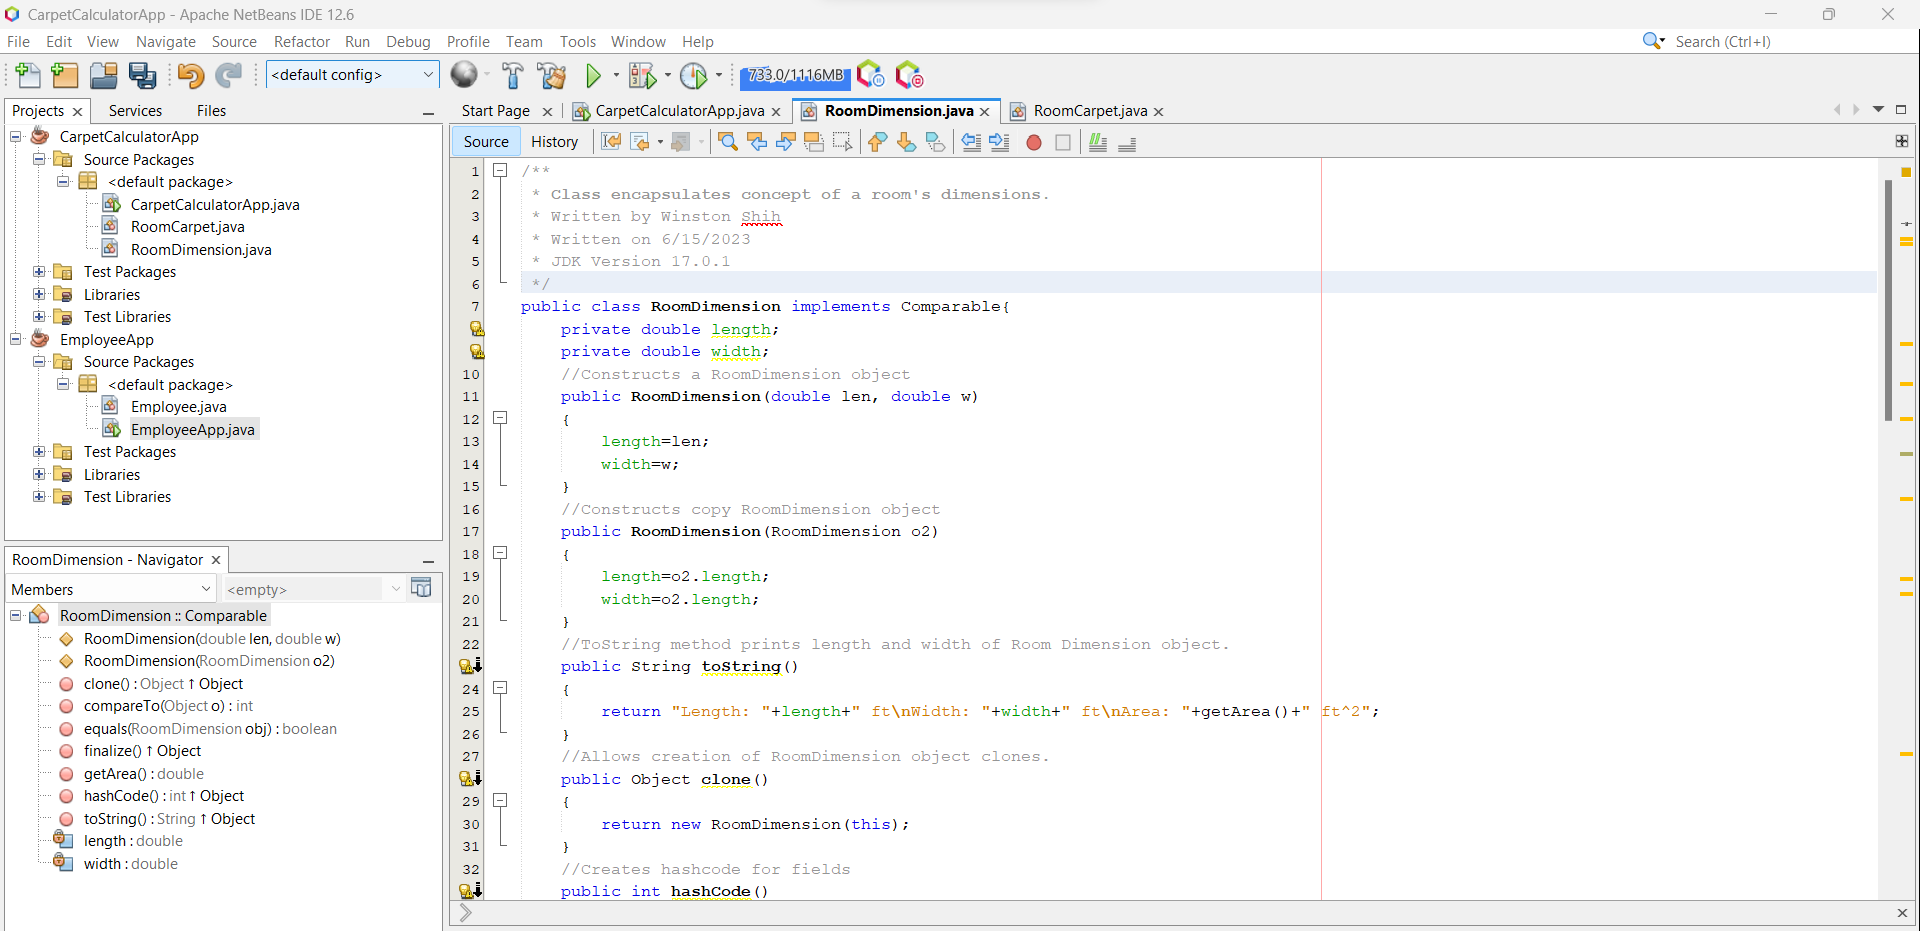 CarpetCalculatorApp - Apache NetBeans IDE 12.6
File Edit View Navigate Source Refactor Run Debug Profile Team Tools Window Help
Search (Ctrl+I)
<default config>
733.0/1116MB
Projects Services Files
CarpetCalculatorApp
Source Packages
<default package>
CarpetCalculatorApp.java
RoomCarpet.java
RoomDimension.java
Test Packages
Libraries
Test Libraries
EmployeeApp
Source Packages
<default package>
Employee.java
EmployeeApp.java
Test Packages
Libraries
Test Libraries
RoomDimension - Navigator
Members
<empty>
RoomDimension :: Comparable
RoomDimension(double len, double w)
RoomDimension(RoomDimension o2)
clone() : Object ↑ Object
compareTo(Object o) : int
equals(RoomDimension obj) : boolean
finalize() ↑ Object
getArea() : double
hashCode() : int ↑ Object
toString() : String ↑ Object
length : double
width : double
Start Page CarpetCalculatorApp.java RoomDimension.java RoomCarpet.java
Source History
1 /**
2 * Class encapsulates concept of a room's dimensions.
3 * Written by Winston Shih
4 * Written on 6/15/2023
5 * JDK Version 17.0.1
6 */
7 public class RoomDimension implements Comparable{
private double length;
private double width;
10 //Constructs a RoomDimension object
11 public RoomDimension(double len, double w)
12 {
13 length=len;
14 width=w;
15 }
16 //Constructs copy RoomDimension object
17 public RoomDimension(RoomDimension o2)
18 {
19 length=o2.length;
20 width=o2.length;
21 }
22 //ToString method prints length and width of Room Dimension object.
public String toString()
24 {
25 return "Length: "+length+" ft\nWidth: "+width+" ft\nArea: "+getArea()+" ft^2";
26 }
27 //Allows creation of RoomDimension object clones.
public Object clone()
29 {
30 return new RoomDimension(this);
31 }
32 //Creates hashcode for fields
public int hashCode()